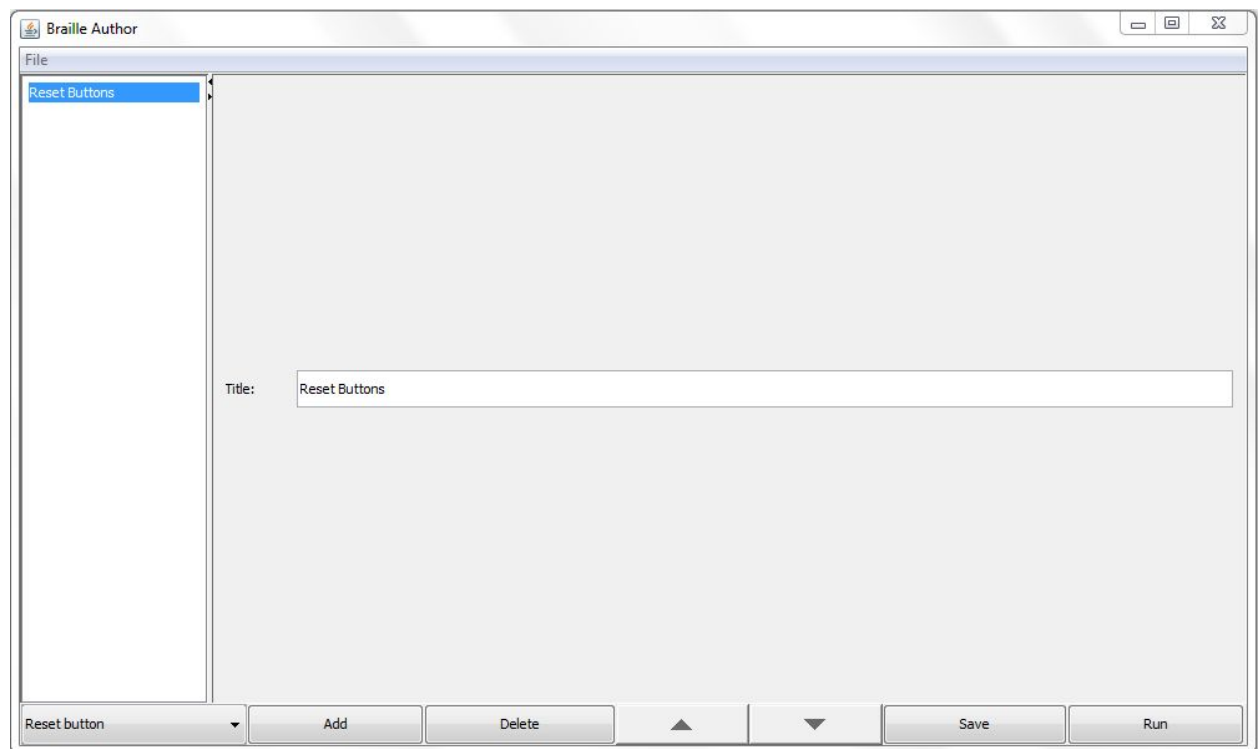 Braille Author
File
Reset Buttons
Title: Reset Buttons
Reset button Add Delete Save Run